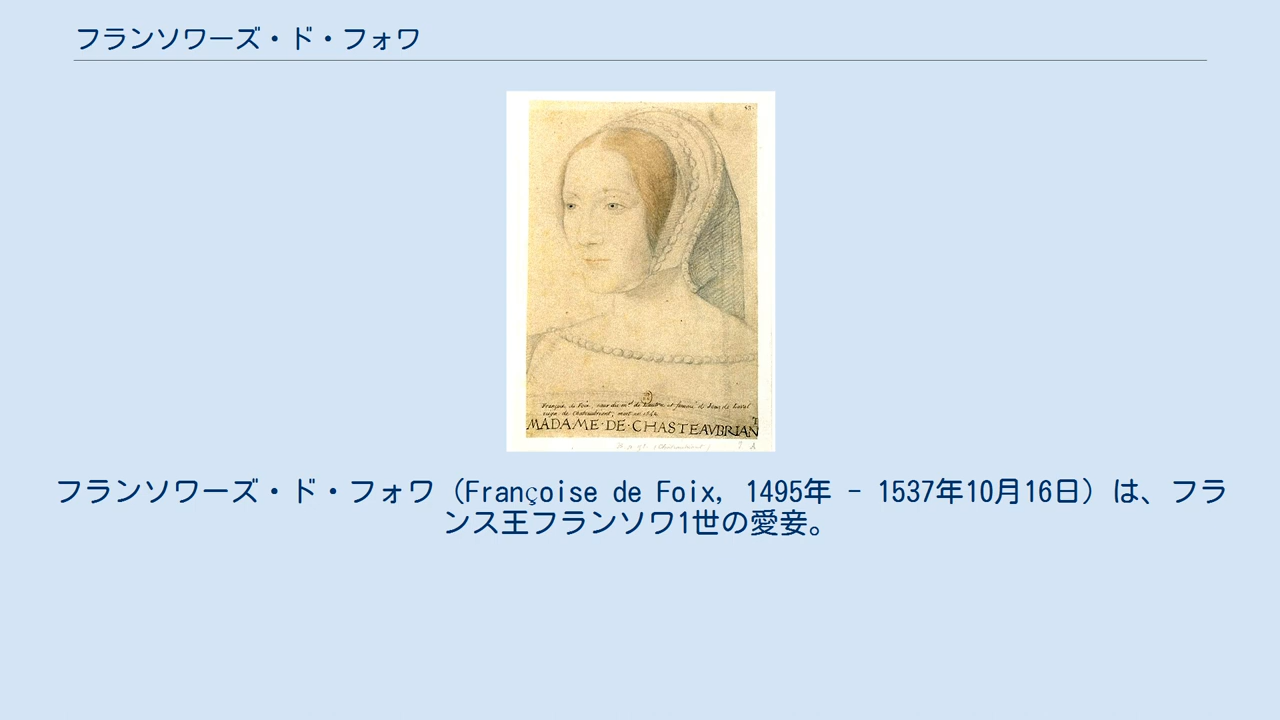 フランソワーズ・ド・フォワ
MADAME·DE·CHASTEAVBRIAN
フランソワーズ・ド・フォワ（Françoise de Foix, 1495年 - 1537年10月16日）は、フラ
ンス王フランソワ1世の愛妾。